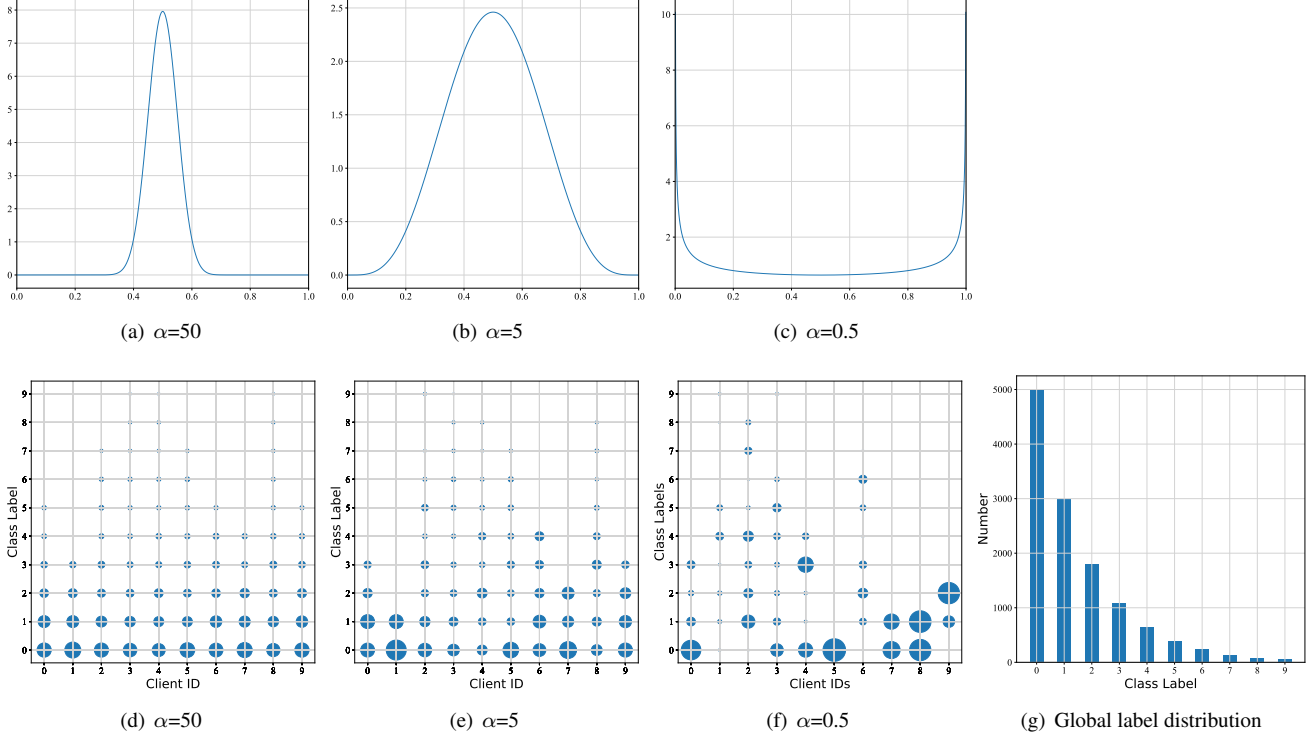 8
7
6
5
4
3
2
1
0
0.0 0.2 0.4 0.6 0.8 1.0
(a) α=50
2.5
2.0
1.5
1.0
0.5
0.0
0.0 0.2 0.4 0.6 0.8 1.0
(b) α=5
10
8
6
4
2
0.0 0.2 0.4 0.6 0.8 1.0
(c) α=0.5
Class Label
9
8
7
6
5
4
3
2
1
0
0 1 2 3 4 5 6 7 8 9
Client ID
(d) α=50
Class Label
9
8
7
6
5
4
3
2
1
0
0 1 2 3 4 5 6 7 8 9
Client ID
(e) α=5
Class Labels
9
8
7
6
5
4
3
2
1
0
0 1 2 3 4 5 6 7 8 9
Client IDs
(f) α=0.5
Number
5000
4000
3000
2000
1000
0
0 1 2 3 4 5 6 7 8 9
Class Label
(g) Global label distribution